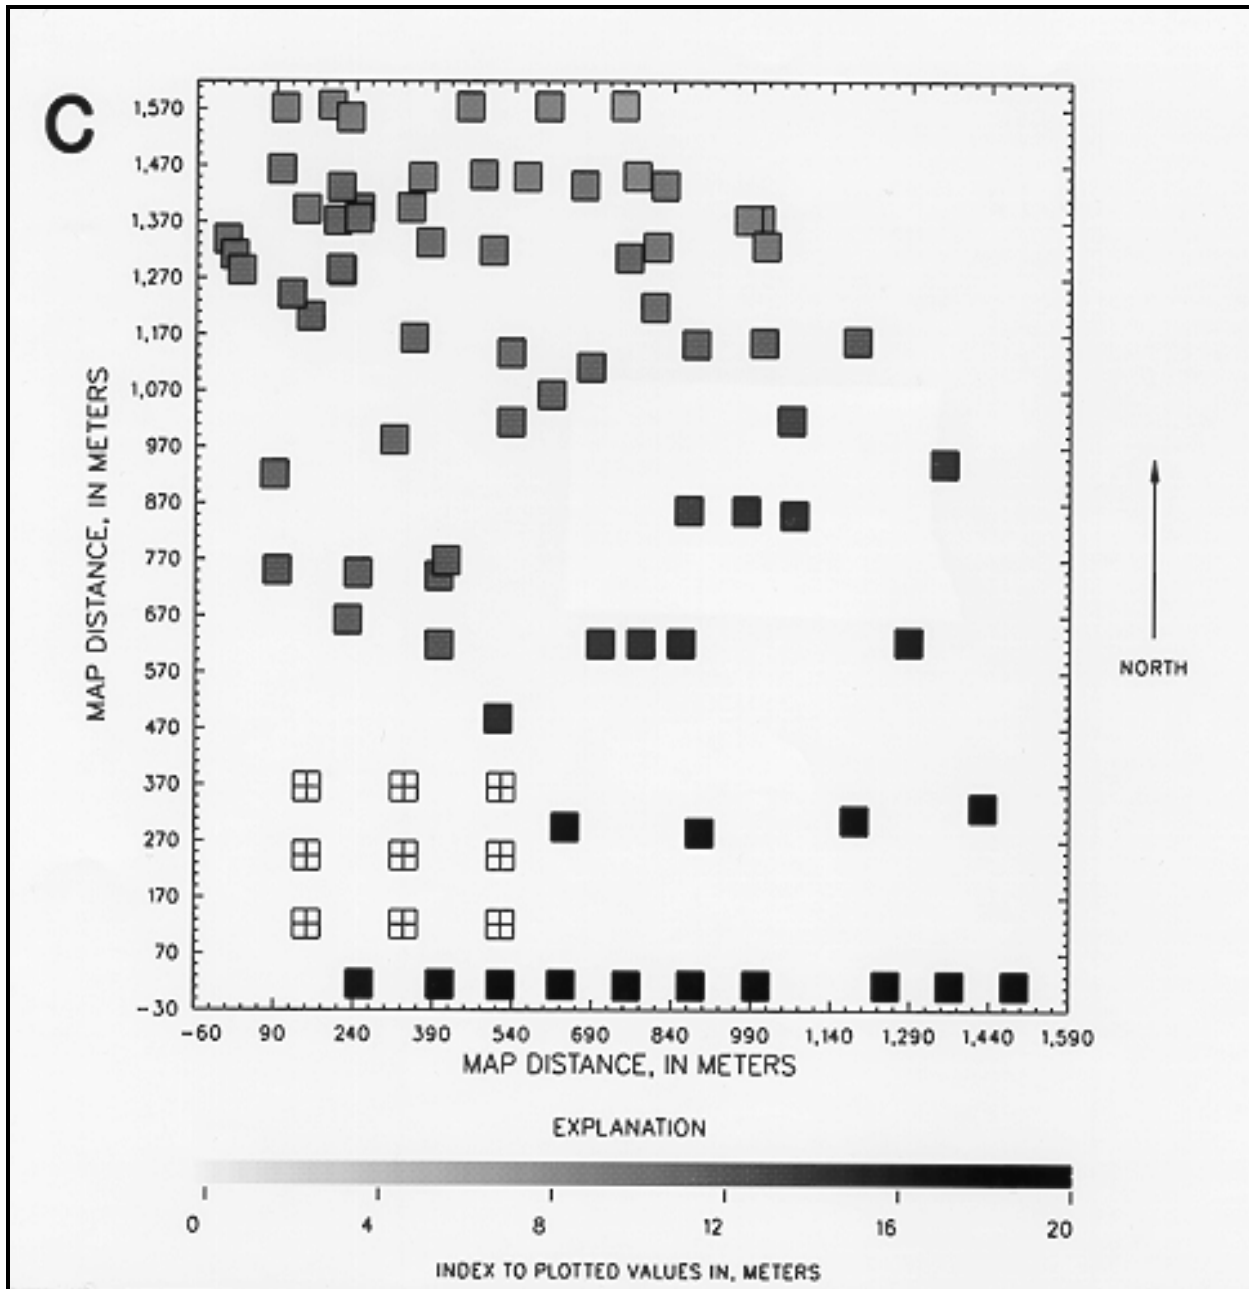 C
1,570
1,470
1,370
1,270
1,170
1,070
970
870
770
670
570
470
370
270
170
70
-30
MAP DISTANCE, IN METERS
-60 90 240 390 540 690 840 990 1,140 1,290 1,440 1,590
MAP DISTANCE, IN METERS
NORTH
EXPLANATION
0 4 8 12 16 20
INDEX TO PLOTTED VALUES IN, METERS